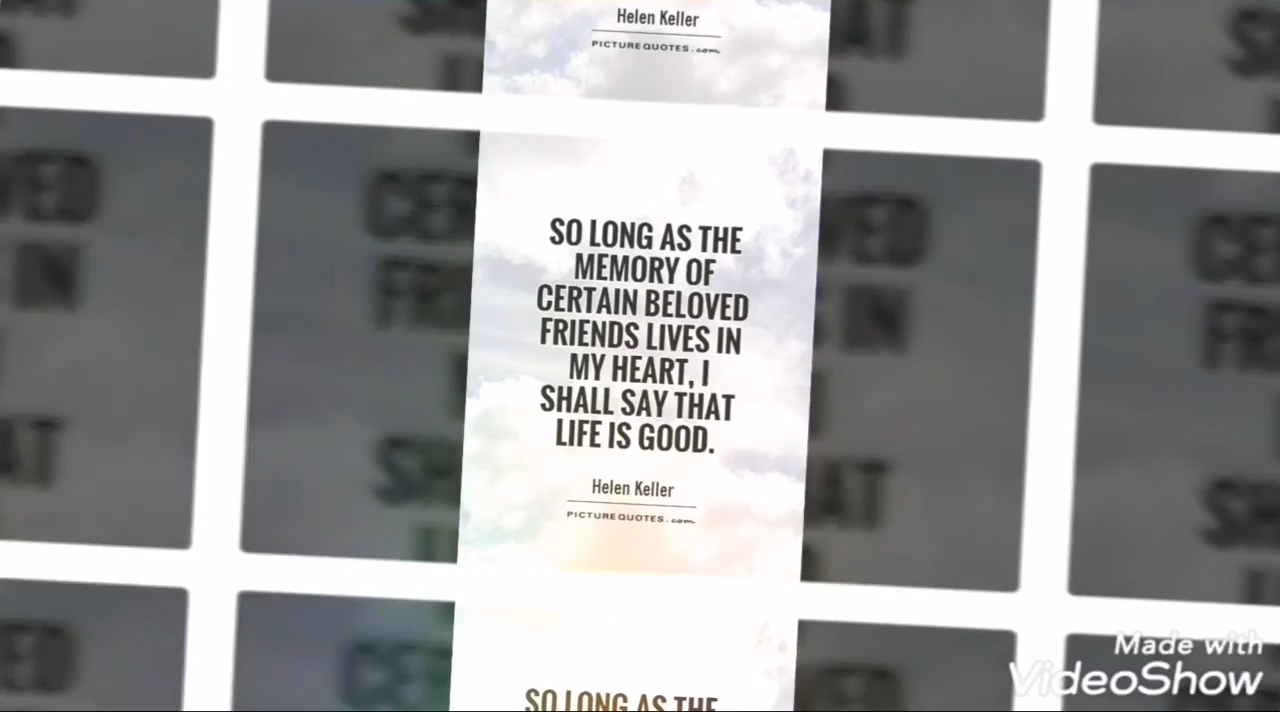 Helen Keller
PICTUREQUOTES.com
SO LONG AS THE
MEMORY OF
CERTAIN BELOVED
FRIENDS LIVES IN
MY HEART, I
SHALL SAY THAT
LIFE IS GOOD.
Helen Keller
PICTUREQUOTES.com
SO LONG AS THE
Made with
VideoShow